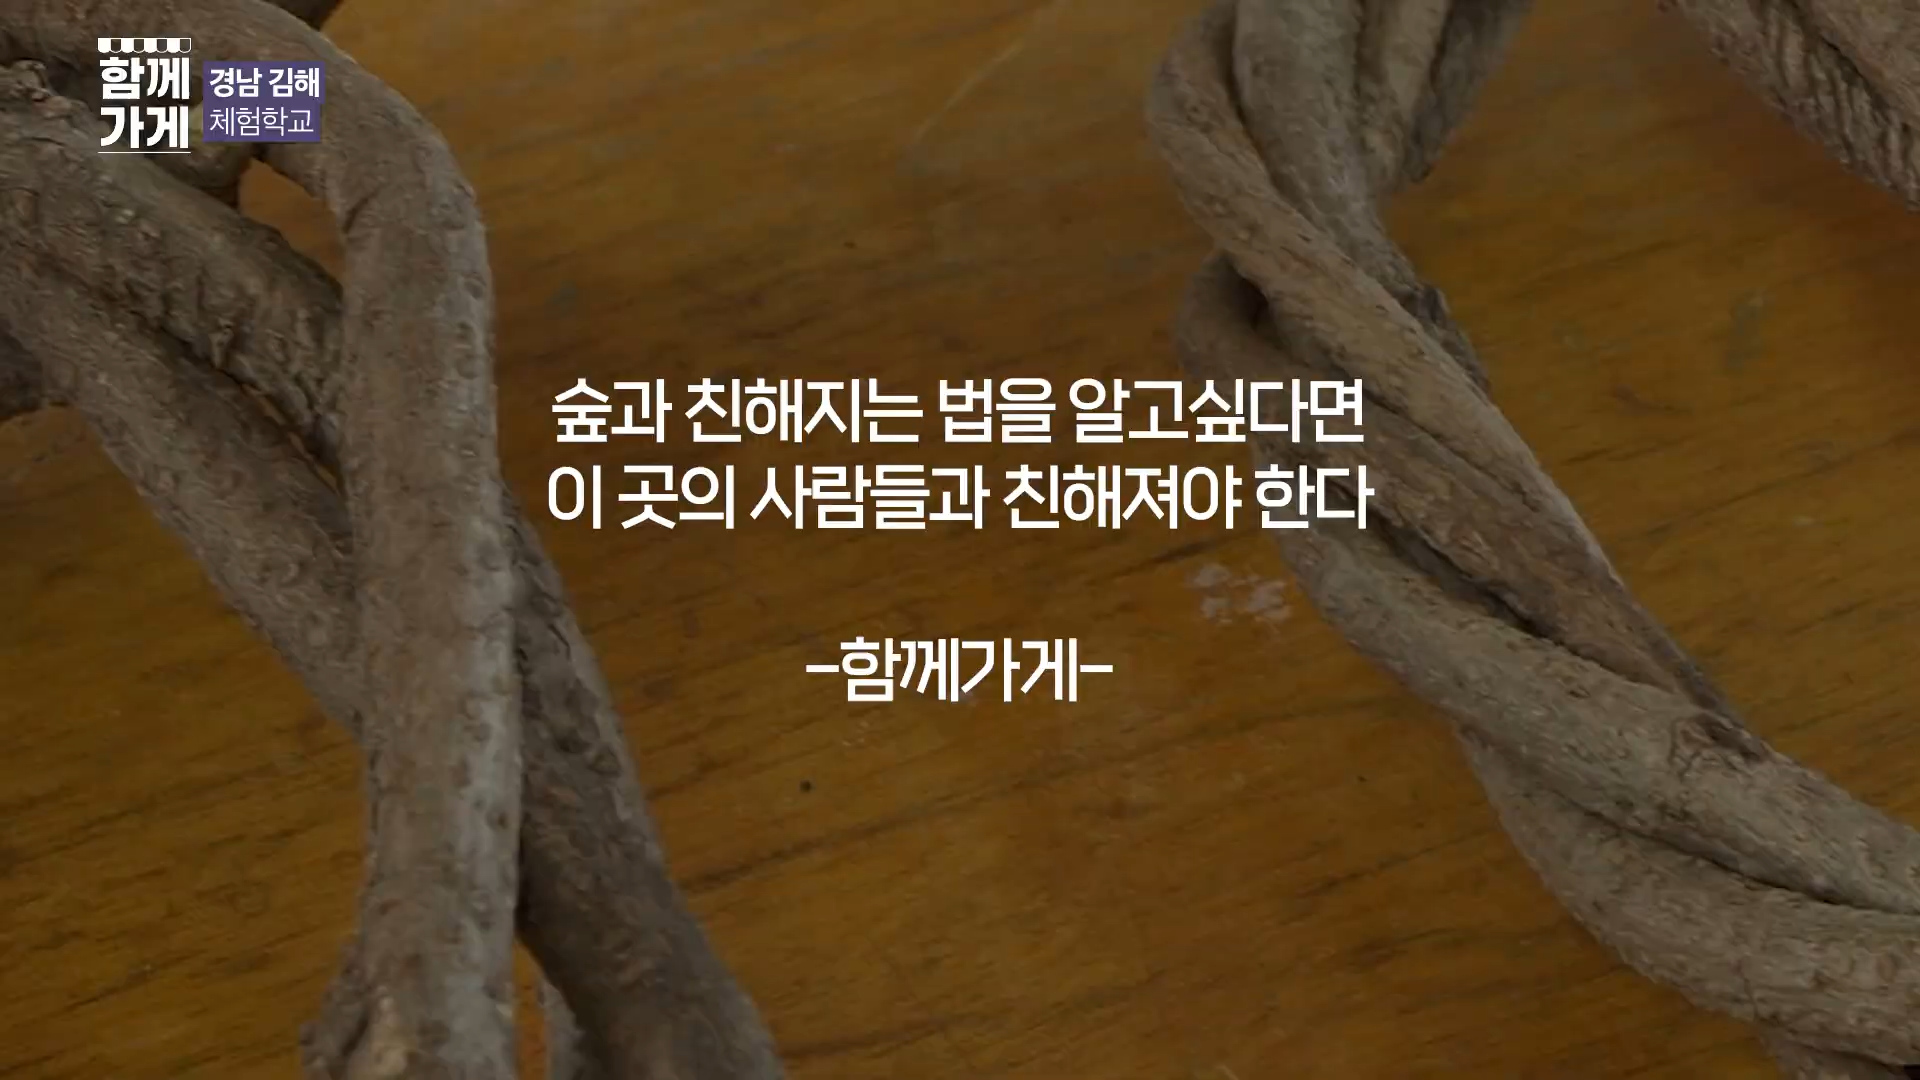 함께
가게
경남 김해
체험학교
숲과 친해지는 법을 알고싶다면
이 곳의 사람들과 친해져야 한다
-함께가게-